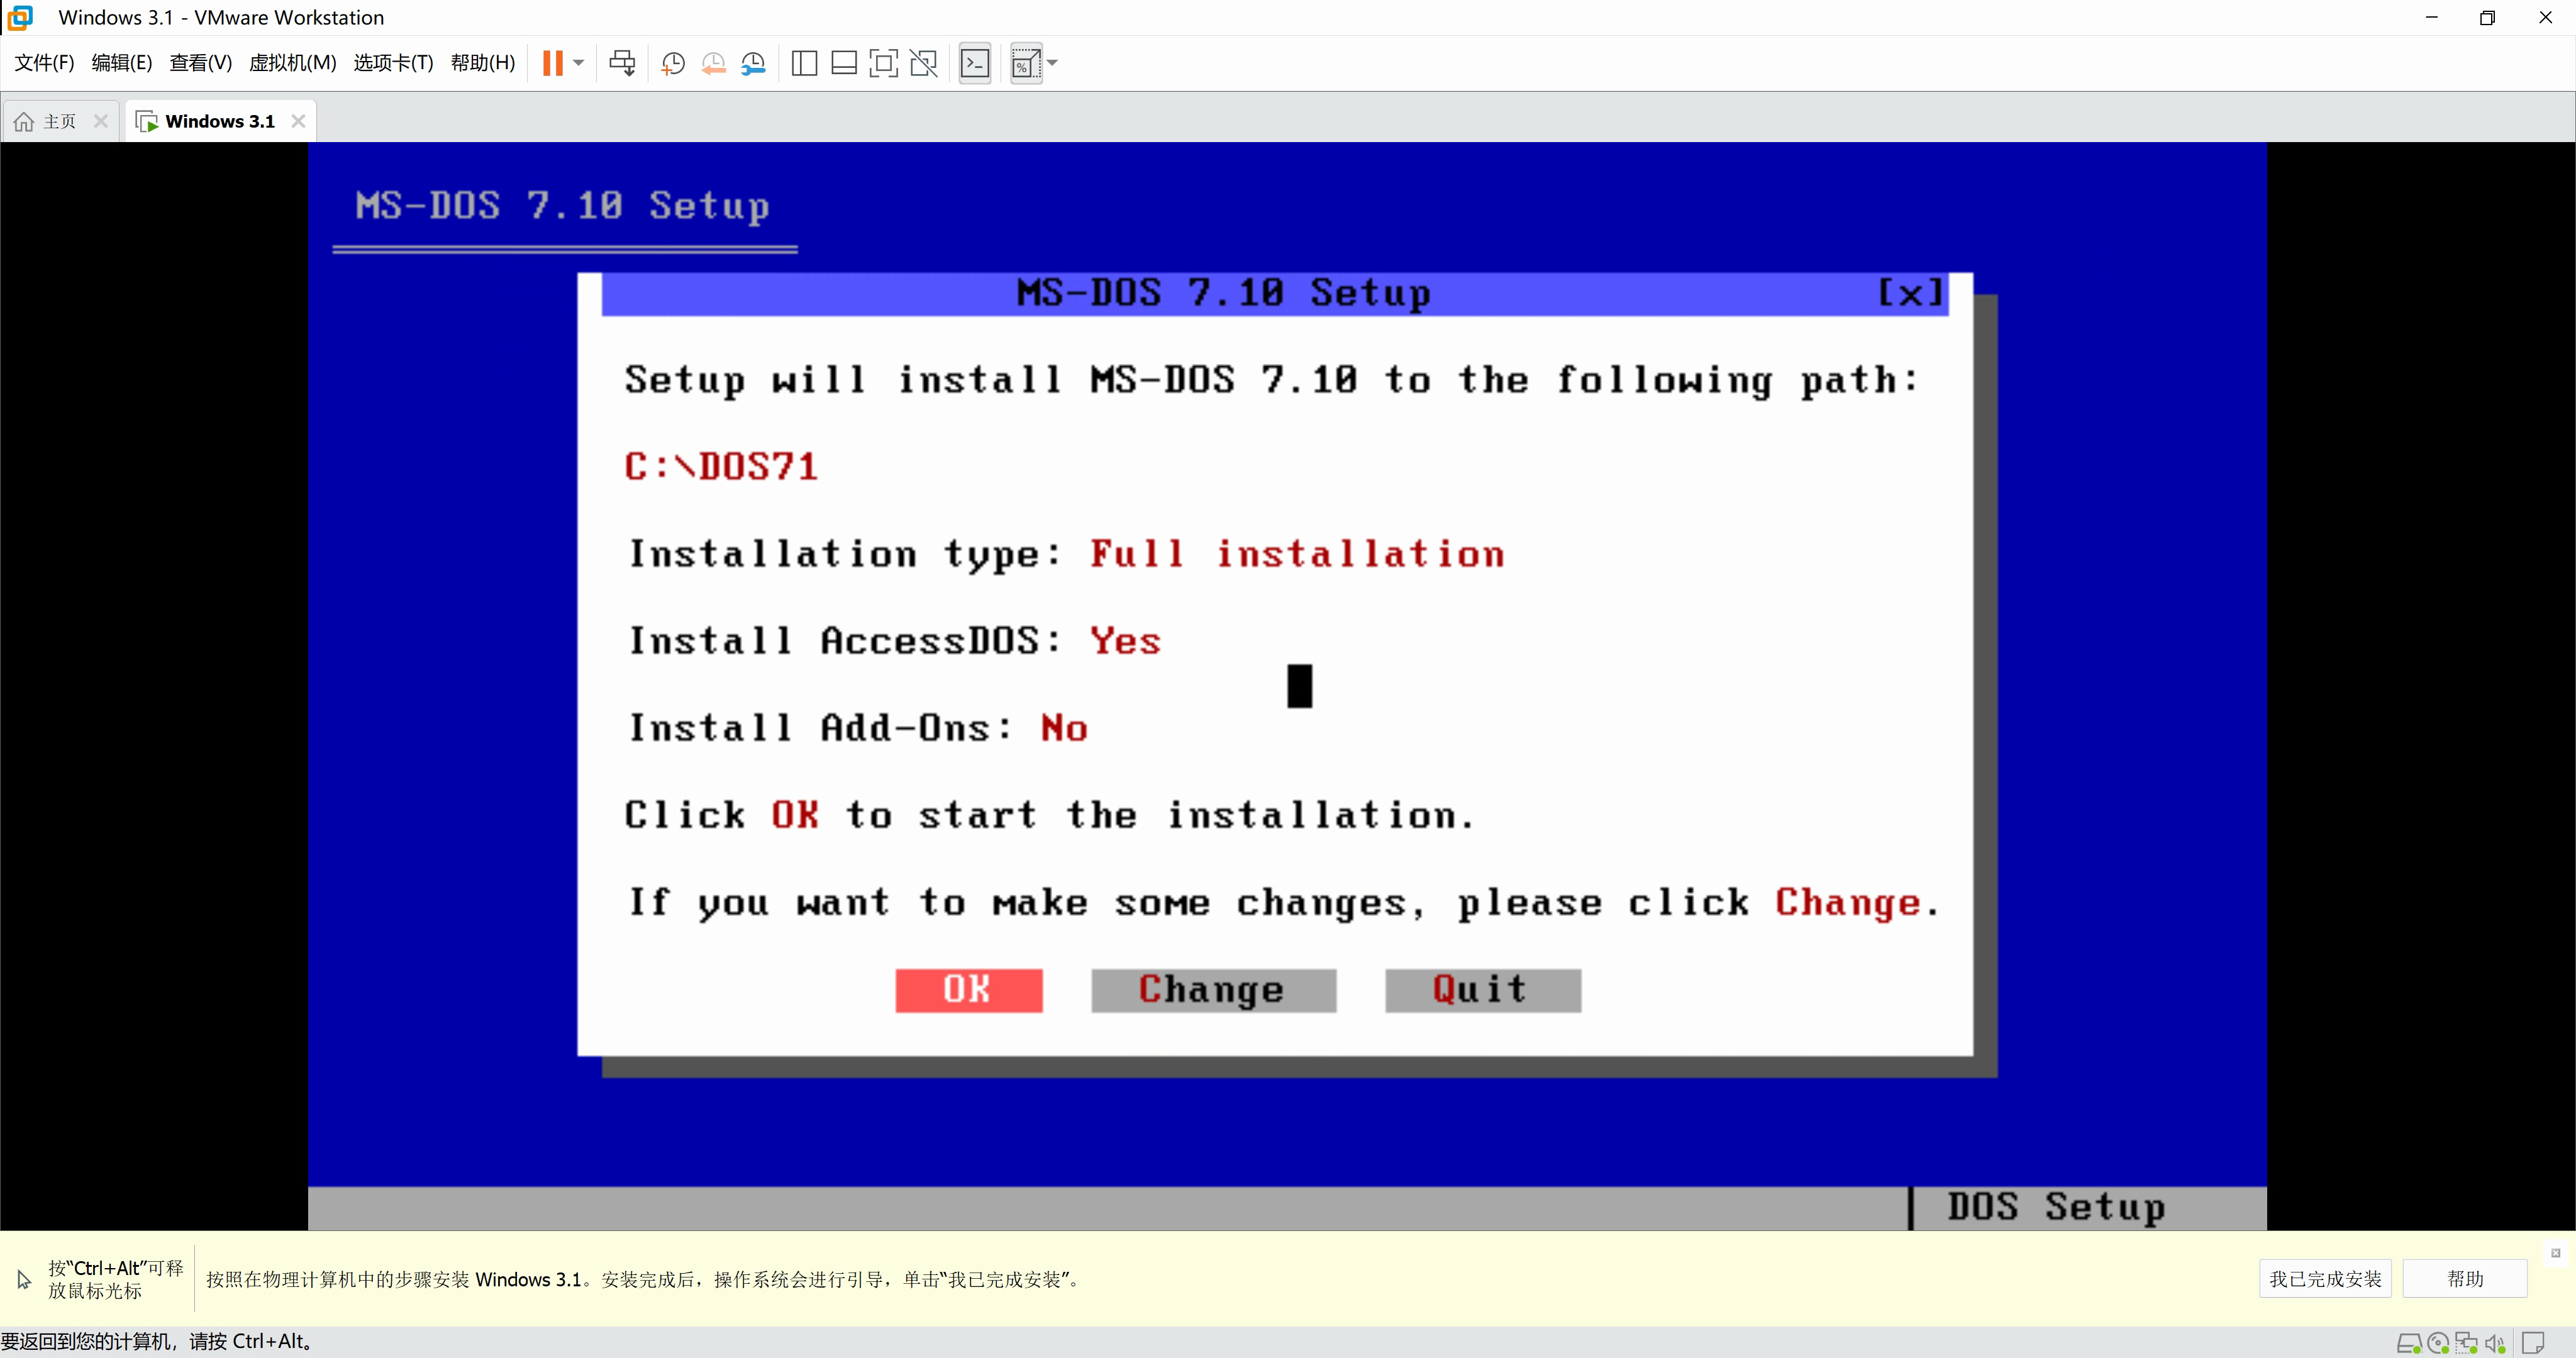 Windows 3.1 - VMware Workstation
文件(F) 编辑(E) 查看(V) 虚拟机(M) 选项卡(T) 帮助(H)
主页 Windows 3.1
MS-DOS 7.10 Setup
MS-DOS 7.10 Setup [x]
Setup will install MS-DOS 7.10 to the following path:
C:\DOS71
Installation type: Full installation
Install AccessDOS: Yes
Install Add-Ons: No
Click OK to start the installation.
If you want to make some changes, please click Change.
OK Change Quit
DOS Setup
按“Ctrl+Alt”可释
放鼠标光标
按照在物理计算机中的步骤安装 Windows 3.1。安装完成后，操作系统会进行引导，单击“我已完成安装”。
我已完成安装 帮助
要返回到您的计算机，请按 Ctrl+Alt。